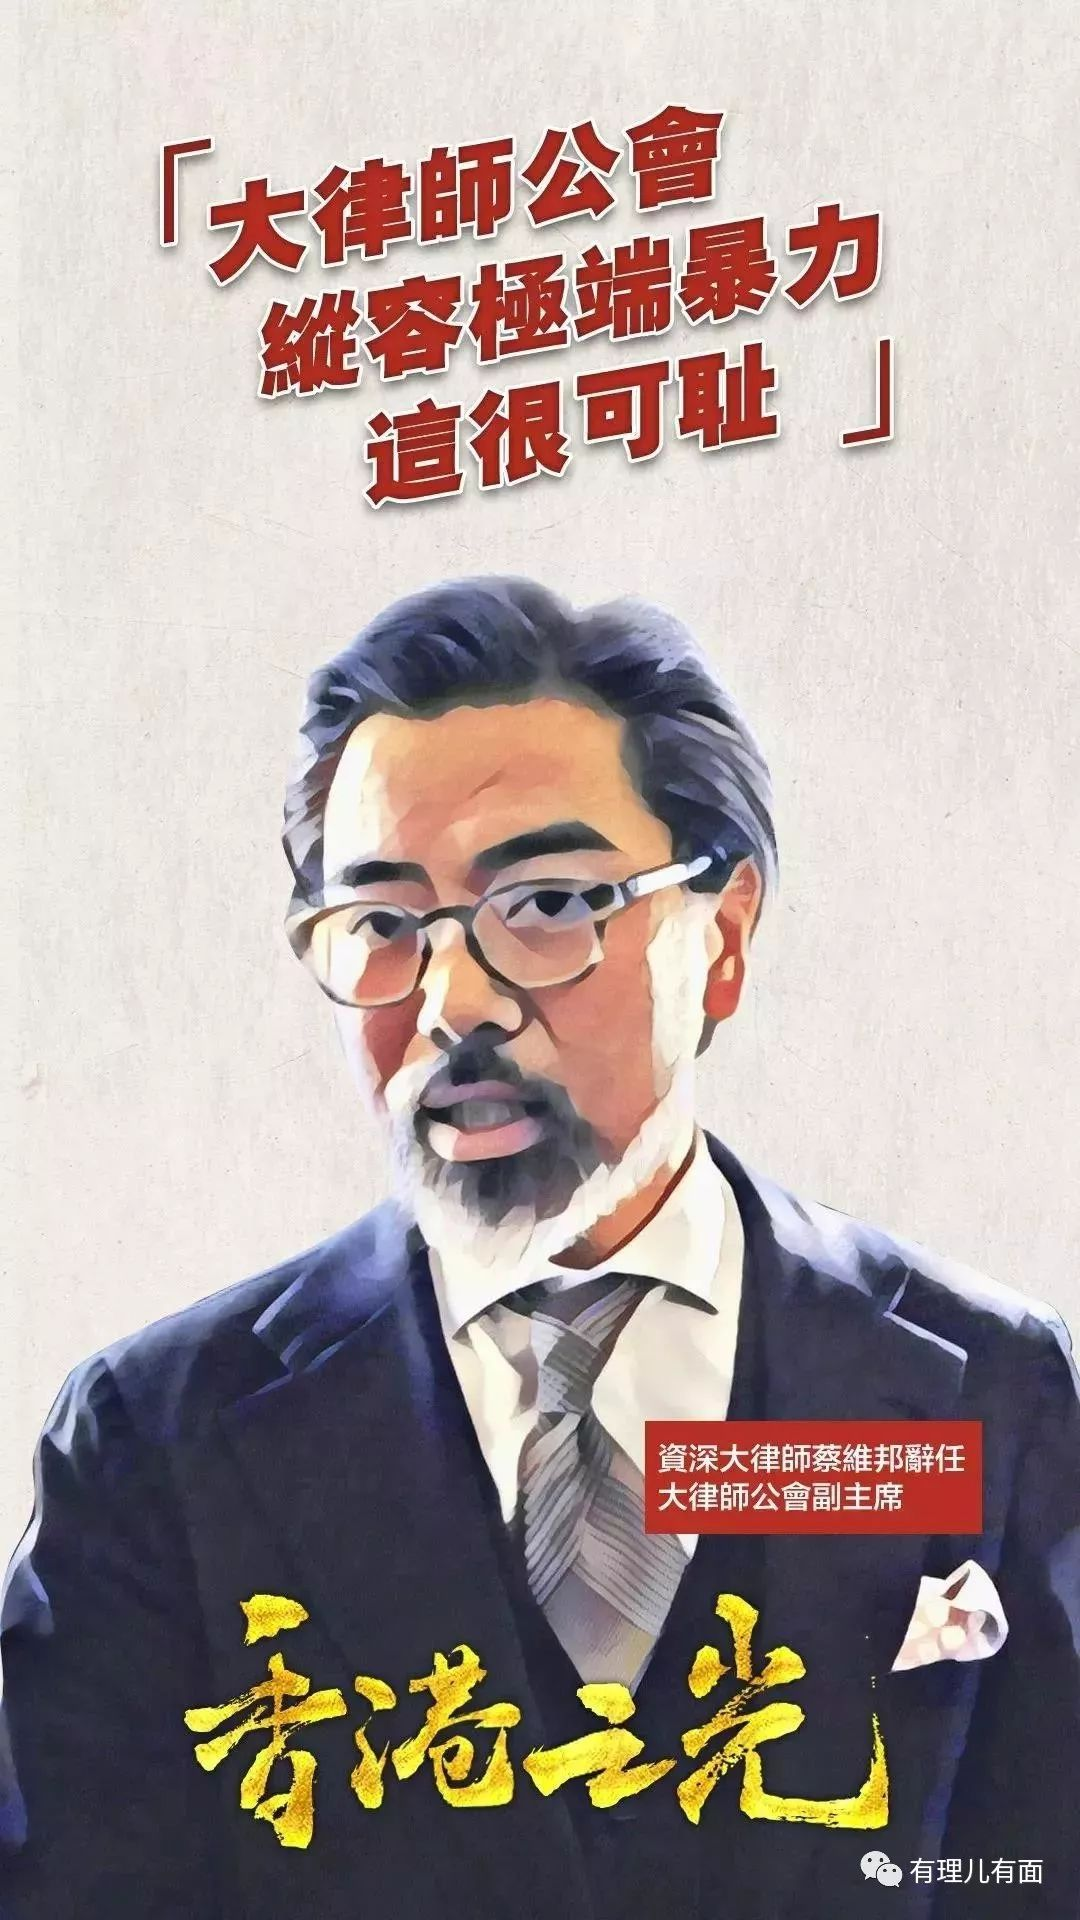 「大律師公會
縱容極端暴力
這很可耻」
資深大律師蔡維邦辭任
大律師公會副主席
香港之光
有理儿有面